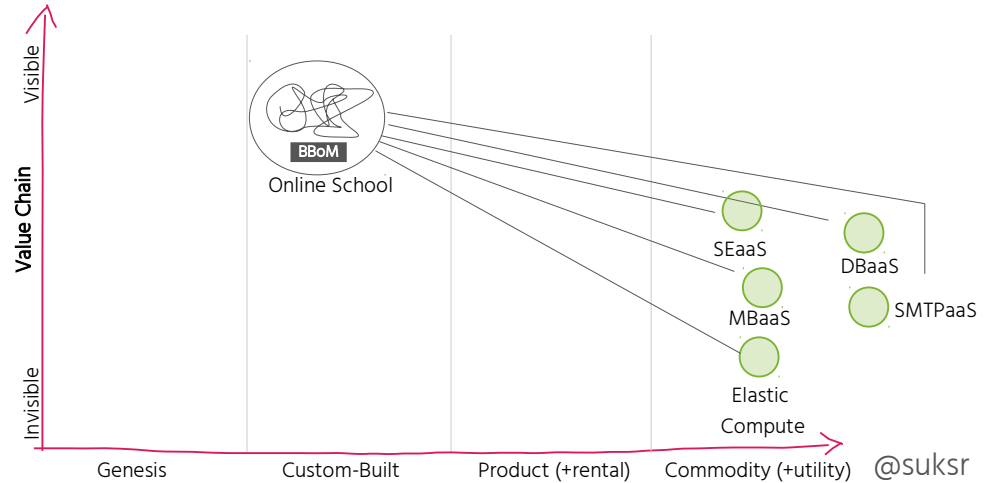 Visible
Value Chain
Invisible
BBoM
Online School
SEaaS
DBaaS
MBaaS
SMTPaaS
Elastic
Compute
Genesis
Custom-Built
Product (+rental)
Commodity (+utility)
@suksr